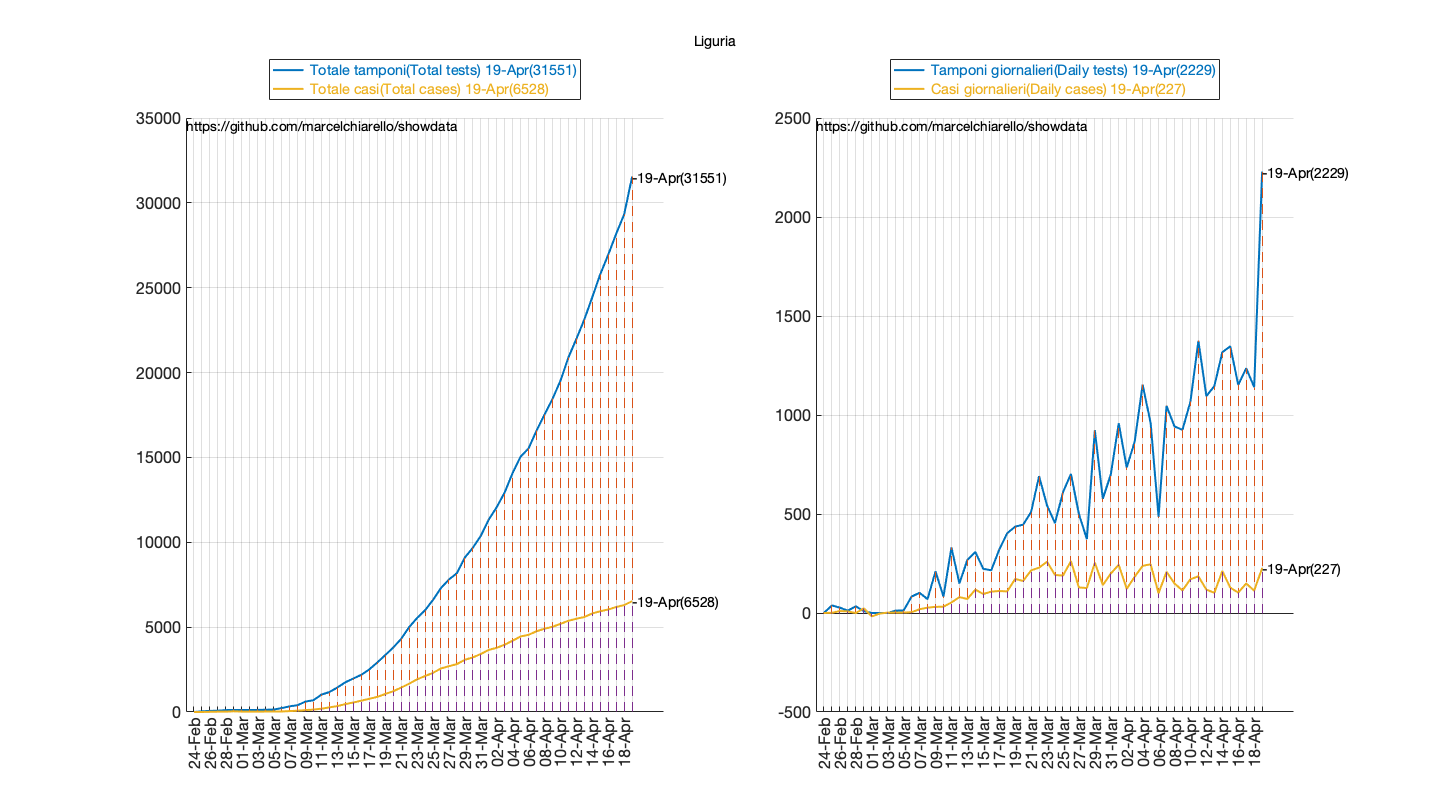 Liguria
Totale tamponi(Total tests) 19-Apr(31551)
Totale casi(Total cases) 19-Apr(6528)
35000
https://github.com/marcelchiarello/showdata
19-Apr(31551)
30000
25000
20000
15000
10000
19-Apr(6528)
5000
0
24-Feb
26-Feb
28-Feb
01-Mar
03-Mar
05-Mar
07-Mar
09-Mar
11-Mar
13-Mar
15-Mar
17-Mar
19-Mar
21-Mar
23-Mar
25-Mar
27-Mar
29-Mar
31-Mar
02-Apr
04-Apr
06-Apr
08-Apr
10-Apr
12-Apr
14-Apr
16-Apr
18-Apr
Tamponi giornalieri(Daily tests) 19-Apr(2229)
Casi giornalieri(Daily cases) 19-Apr(227)
2500
https://github.com/marcelchiarello/showdata
19-Apr(2229)
2000
1500
1000
500
19-Apr(227)
0
-500
24-Feb
26-Feb
28-Feb
01-Mar
03-Mar
05-Mar
07-Mar
09-Mar
11-Mar
13-Mar
15-Mar
17-Mar
19-Mar
21-Mar
23-Mar
25-Mar
27-Mar
29-Mar
31-Mar
02-Apr
04-Apr
06-Apr
08-Apr
10-Apr
12-Apr
14-Apr
16-Apr
18-Apr